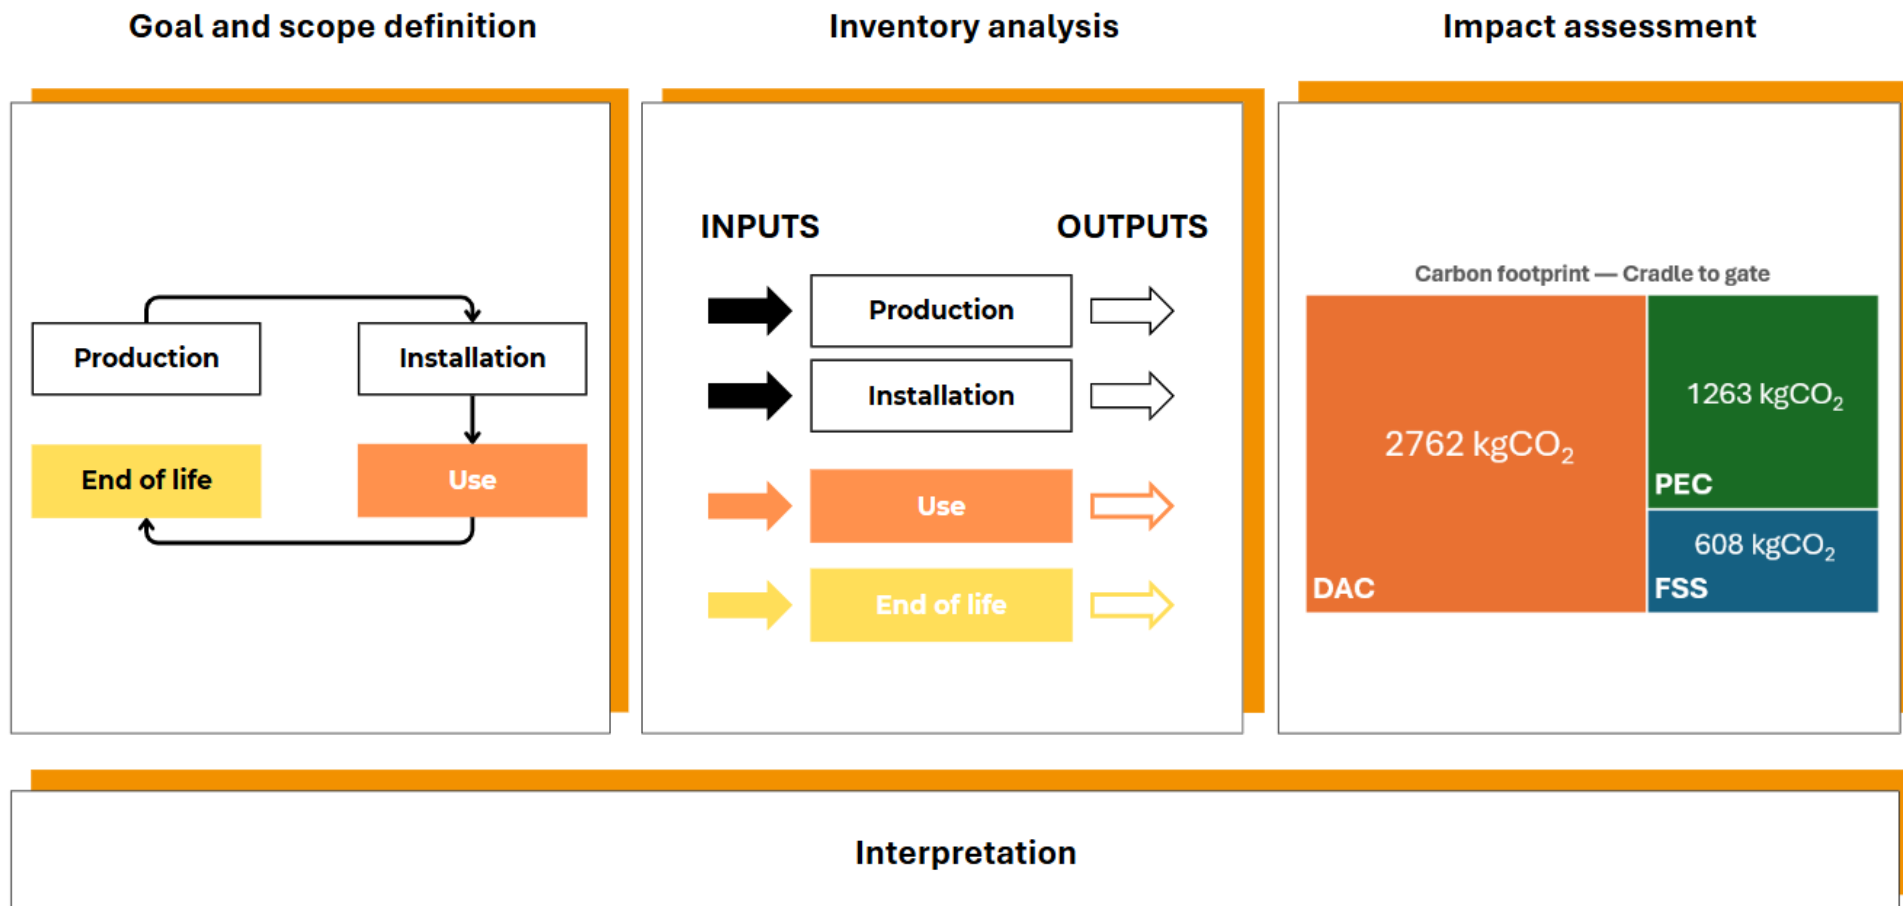 Goal and scope definition
Inventory analysis
Impact assessment
Production
Installation
End of life
Use
INPUTS
OUTPUTS
Production
Installation
Use
End of life
Carbon footprint — Cradle to gate
2762 kgCO₂
DAC
1263 kgCO₂
PEC
608 kgCO₂
FSS
Interpretation